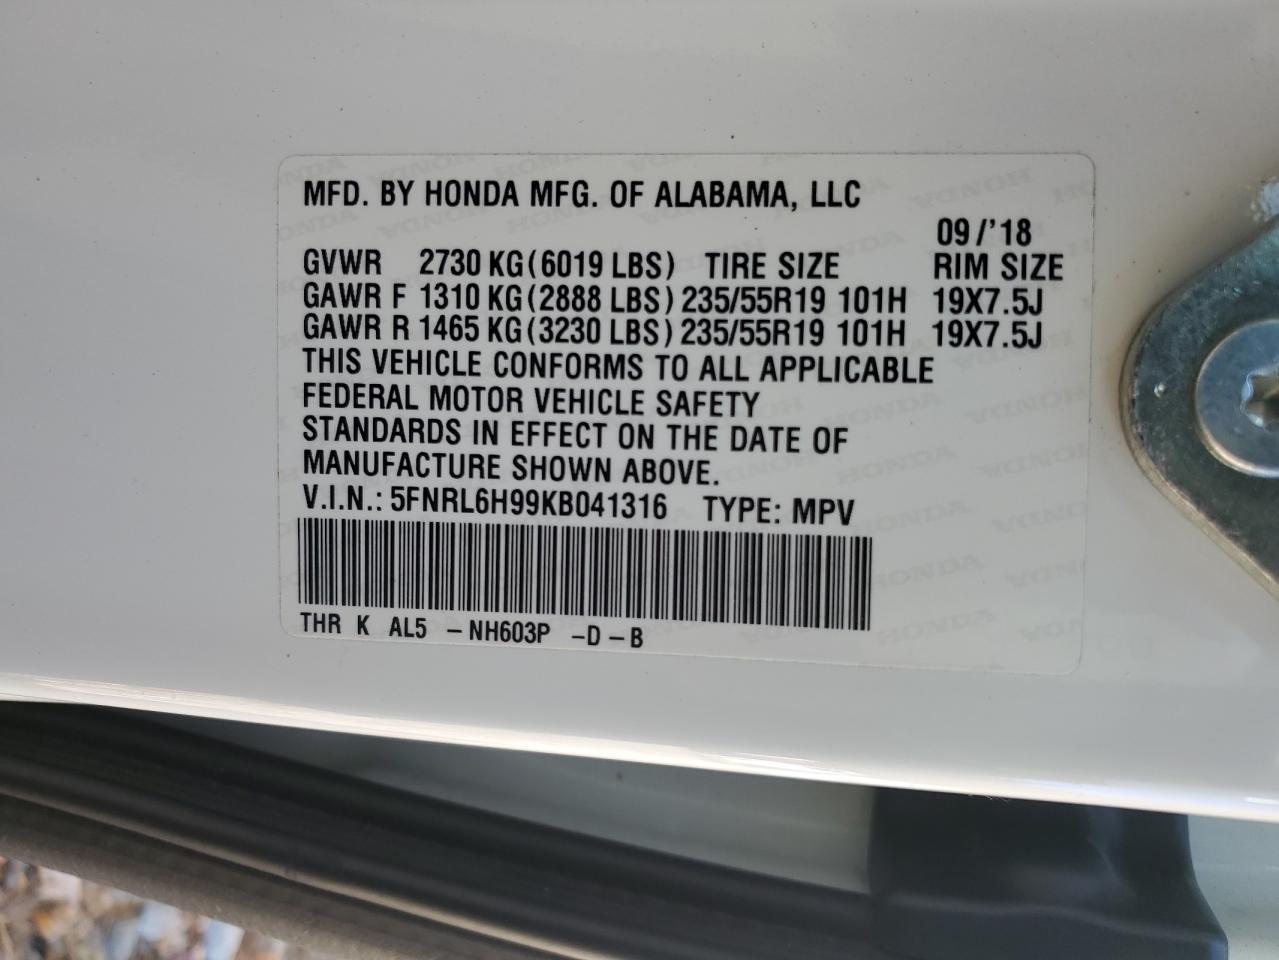 MFD. BY HONDA MFG. OF ALABAMA, LLC
09/'18
GVWR 2730 KG(6019 LBS) TIRE SIZE RIM SIZE
GAWR F 1310 KG(2888 LBS) 235/55R19 101H 19X7.5J
GAWR R 1465 KG(3230 LBS) 235/55R19 101H 19X7.5J
THIS VEHICLE CONFORMS TO ALL APPLICABLE
FEDERAL MOTOR VEHICLE SAFETY
STANDARDS IN EFFECT ON THE DATE OF
MANUFACTURE SHOWN ABOVE.
V.I.N.: 5FNRL6H99KB041316 TYPE: MPV
THR K AL5 -NH603P -D-B